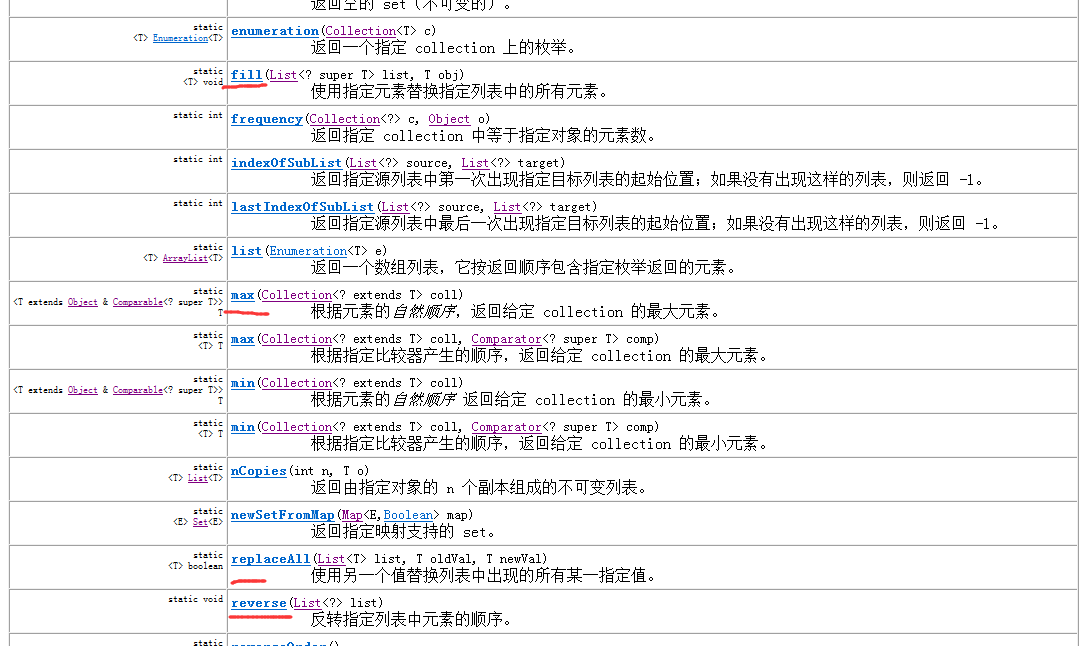 返回空的 set（不可变的）。
static
<T> Enumeration<T>
enumeration(Collection<T> c)
返回一个指定 collection 上的枚举。
static
<T> void
fill(List<? super T> list, T obj)
使用指定元素替换指定列表中的所有元素。
static int
frequency(Collection<?> c, Object o)
返回指定 collection 中等于指定对象的元素数。
static int
indexOfSubList(List<?> source, List<?> target)
返回指定源列表中第一次出现指定目标列表的起始位置；如果没有出现这样的列表，则返回 -1。
static int
lastIndexOfSubList(List<?> source, List<?> target)
返回指定源列表中最后一次出现指定目标列表的起始位置；如果没有出现这样的列表，则返回 -1。
static
<T> ArrayList<T>
list(Enumeration<T> e)
返回一个数组列表，它按返回顺序包含指定枚举返回的元素。
static
<T extends Object & Comparable<? super T>>
T
max(Collection<? extends T> coll)
根据元素的自然顺序，返回给定 collection 的最大元素。
static
<T> T
max(Collection<? extends T> coll, Comparator<? super T> comp)
根据指定比较器产生的顺序，返回给定 collection 的最大元素。
static
<T extends Object & Comparable<? super T>>
T
min(Collection<? extends T> coll)
根据元素的自然顺序 返回给定 collection 的最小元素。
static
<T> T
min(Collection<? extends T> coll, Comparator<? super T> comp)
根据指定比较器产生的顺序，返回给定 collection 的最小元素。
static
<T> List<T>
nCopies(int n, T o)
返回由指定对象的 n 个副本组成的不可变列表。
static
<E> Set<E>
newSetFromMap(Map<E,Boolean> map)
返回指定映射支持的 set。
static
<T> boolean
replaceAll(List<T> list, T oldVal, T newVal)
使用另一个值替换列表中出现的所有某一指定值。
static void
reverse(List<?> list)
反转指定列表中元素的顺序。
static
reverseOrder()